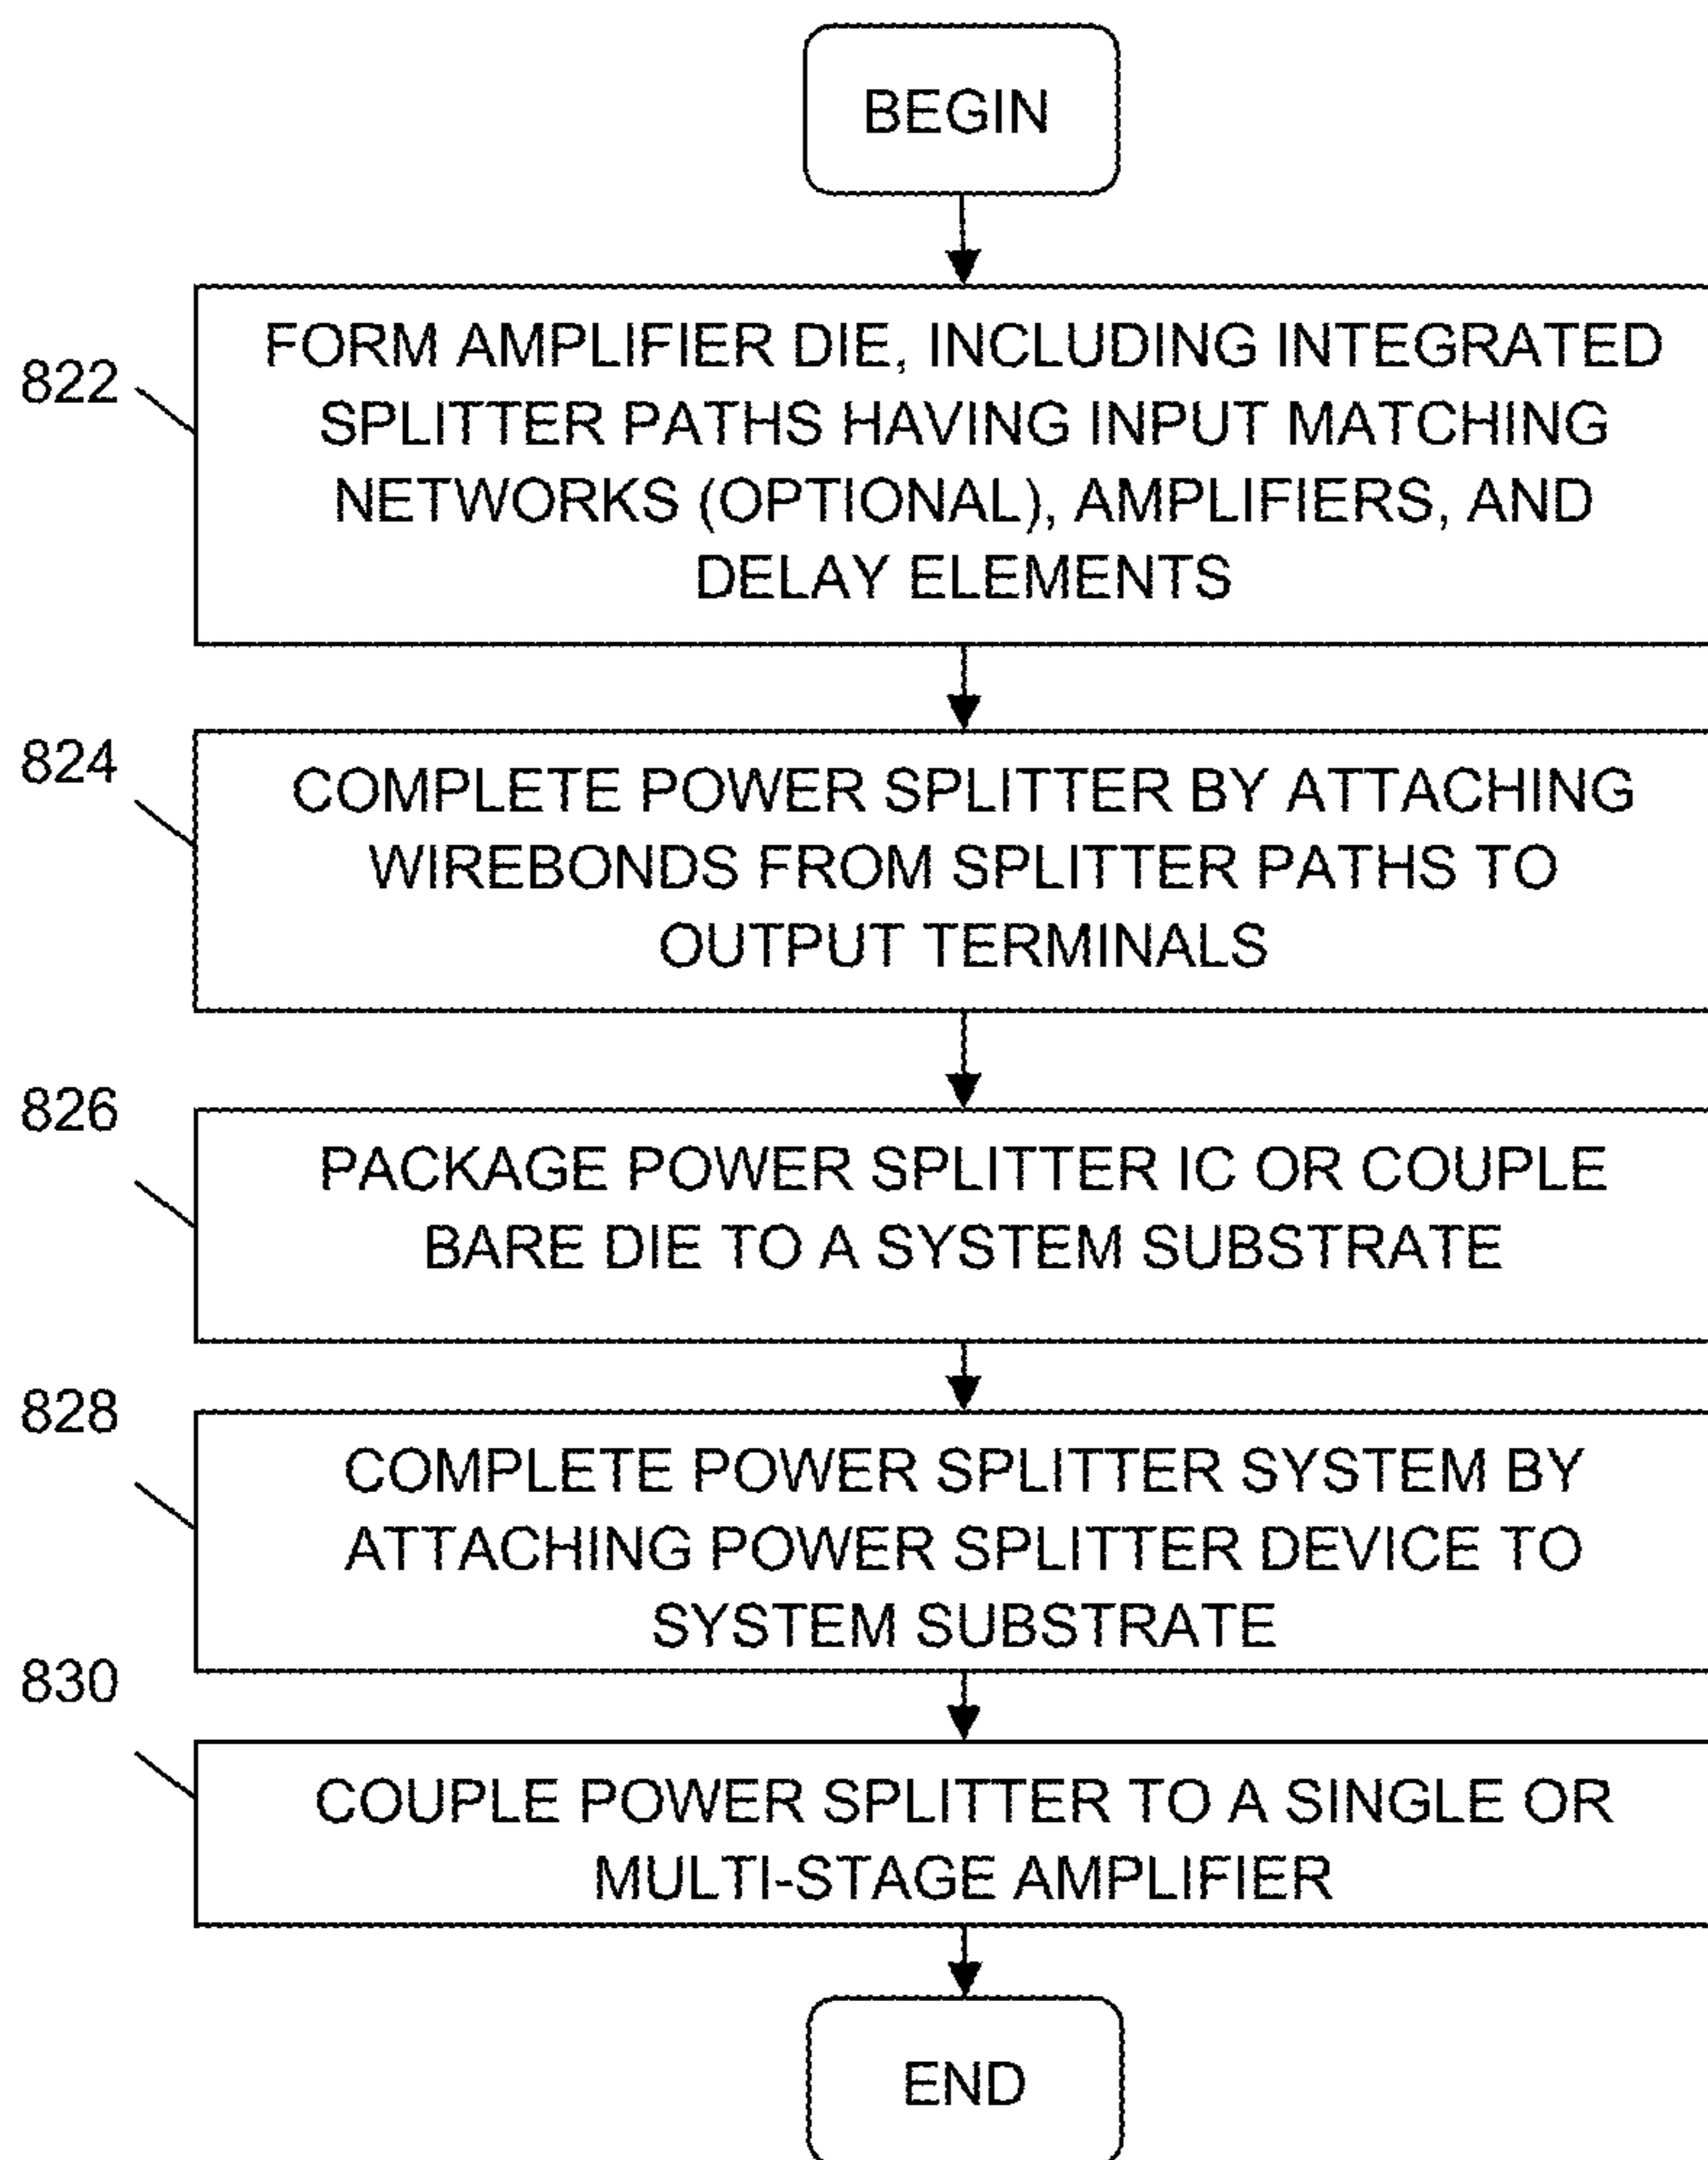 BEGIN
822
FORM AMPLIFIER DIE, INCLUDING INTEGRATED
SPLITTER PATHS HAVING INPUT MATCHING
NETWORKS (OPTIONAL), AMPLIFIERS, AND
DELAY ELEMENTS
824
COMPLETE POWER SPLITTER BY ATTACHING
WIREBONDS FROM SPLITTER PATHS TO
OUTPUT TERMINALS
826
PACKAGE POWER SPLITTER IC OR COUPLE
BARE DIE TO A SYSTEM SUBSTRATE
828
COMPLETE POWER SPLITTER SYSTEM BY
ATTACHING POWER SPLITTER DEVICE TO
SYSTEM SUBSTRATE
830
COUPLE POWER SPLITTER TO A SINGLE OR
MULTI-STAGE AMPLIFIER
END